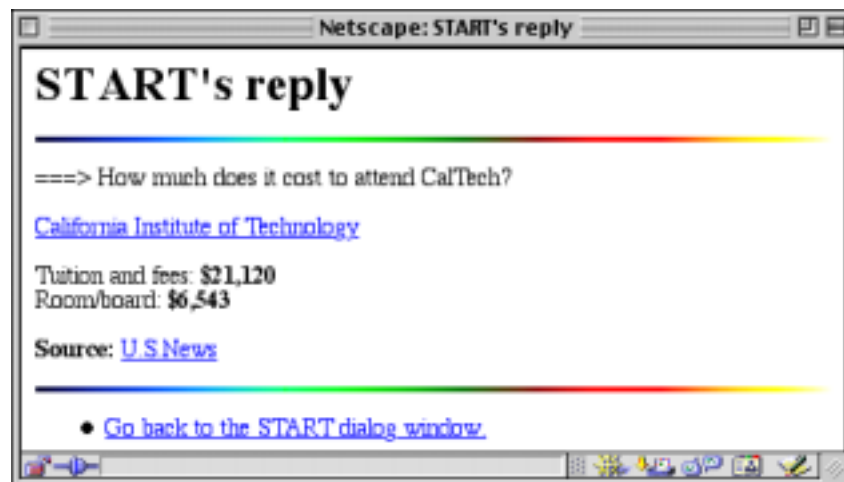 Netscape: START's reply
START's reply
===> How much does it cost to attend CalTech?
California Institute of Technology
Tuition and fees: $21,120
Room/board: $6,543
Source: U.S.News
Go back to the START dialog window.